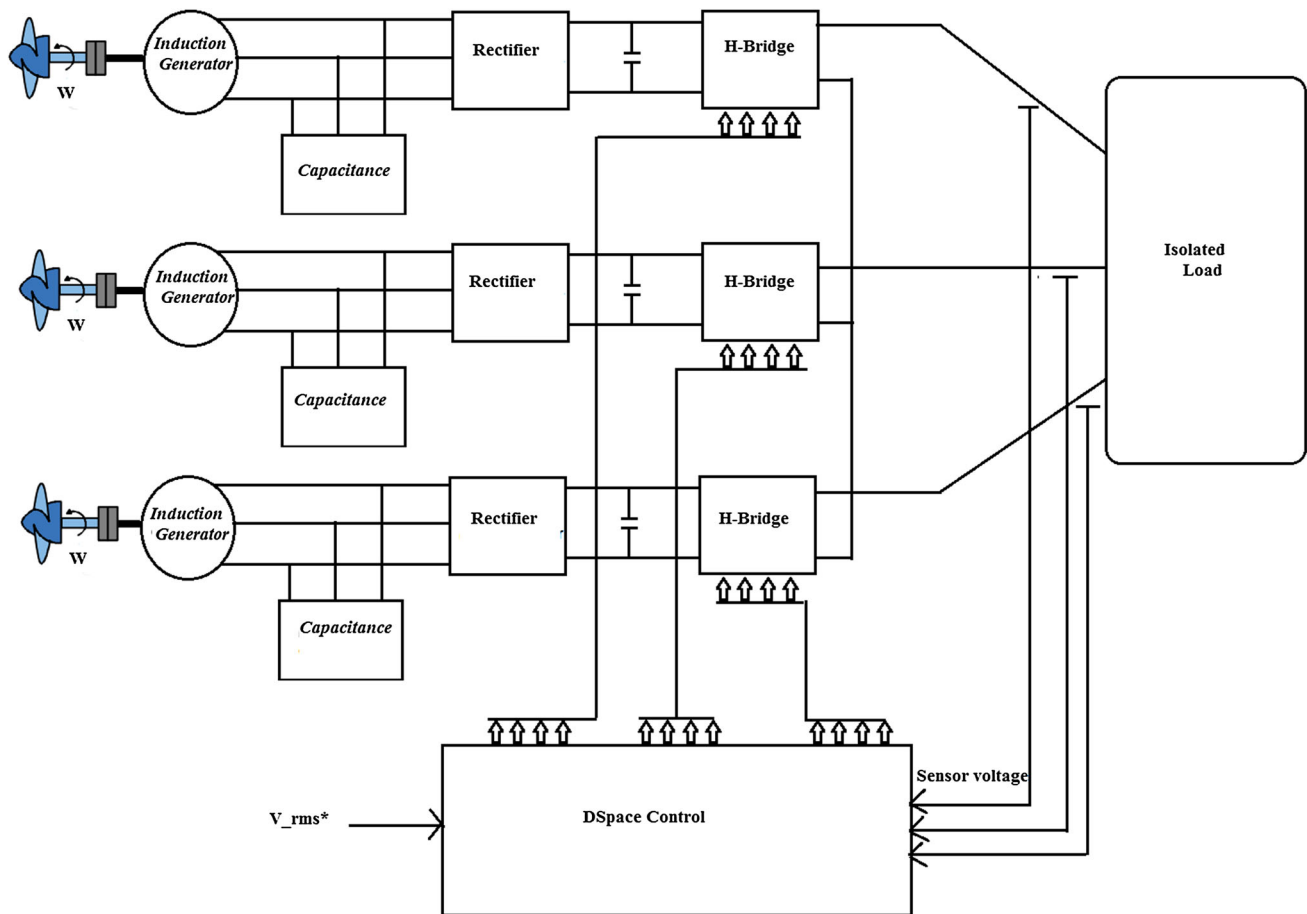 Induction
Generator
Rectifier
H-Bridge
W
Capacitance
Isolated
Load
Induction
Generator
Rectifier
H-Bridge
W
Capacitance
Induction
Generator
Rectifier
H-Bridge
W
Capacitance
Sensor voltage
V_rms*
DSpace Control